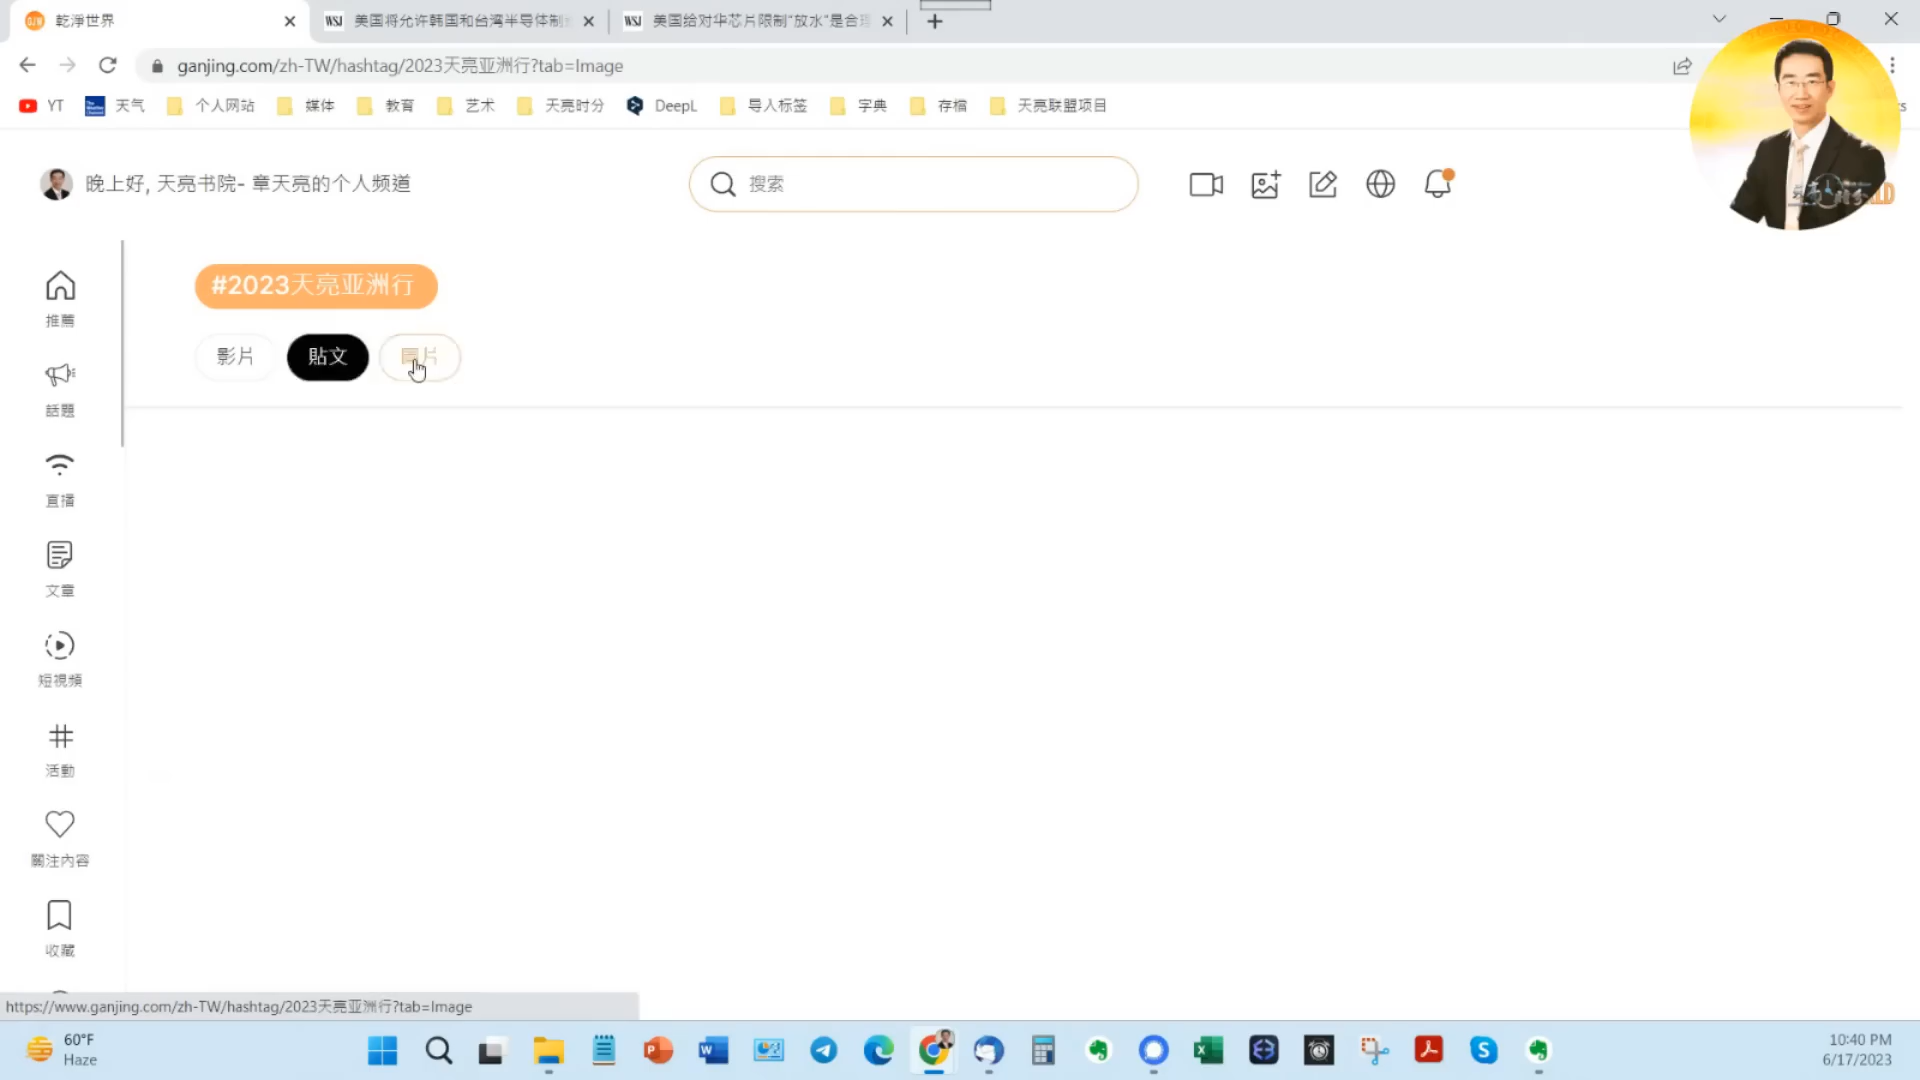 乾淨世界
WSJ 美国将允许韩国和台湾半导体制
WSJ 美国给对华芯片限制“放水”是合理
ganjing.com/zh-TW/hashtag/2023天亮亚洲行?tab=Image
YT 天气 个人网站 媒体 教育 艺术 天亮时分 DeepL 导入标签 字典 存檔 天亮联盟项目
晚上好, 天亮书院- 章天亮的个人频道
搜索
#2023天亮亚洲行
影片 貼文 圖片
推薦
話題
直播
文章
短視頻
活動
關注內容
收藏
https://www.ganjing.com/zh-TW/hashtag/2023天亮亚洲行?tab=Image
60°F
Haze
10:40 PM
6/17/2023